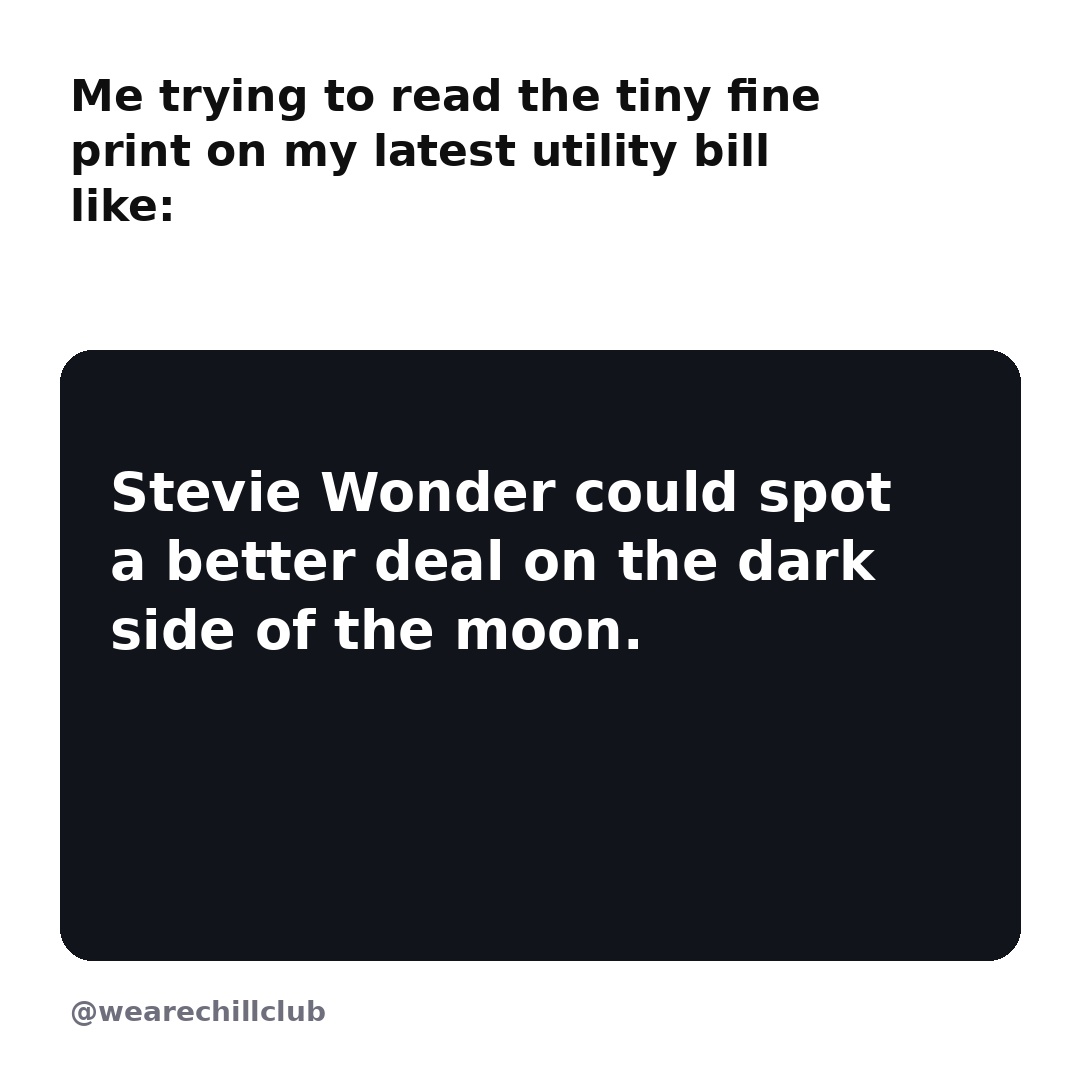 Me trying to read the tiny fine
print on my latest utility bill
like:
Stevie Wonder could spot
a better deal on the dark
side of the moon.
@wearechillclub